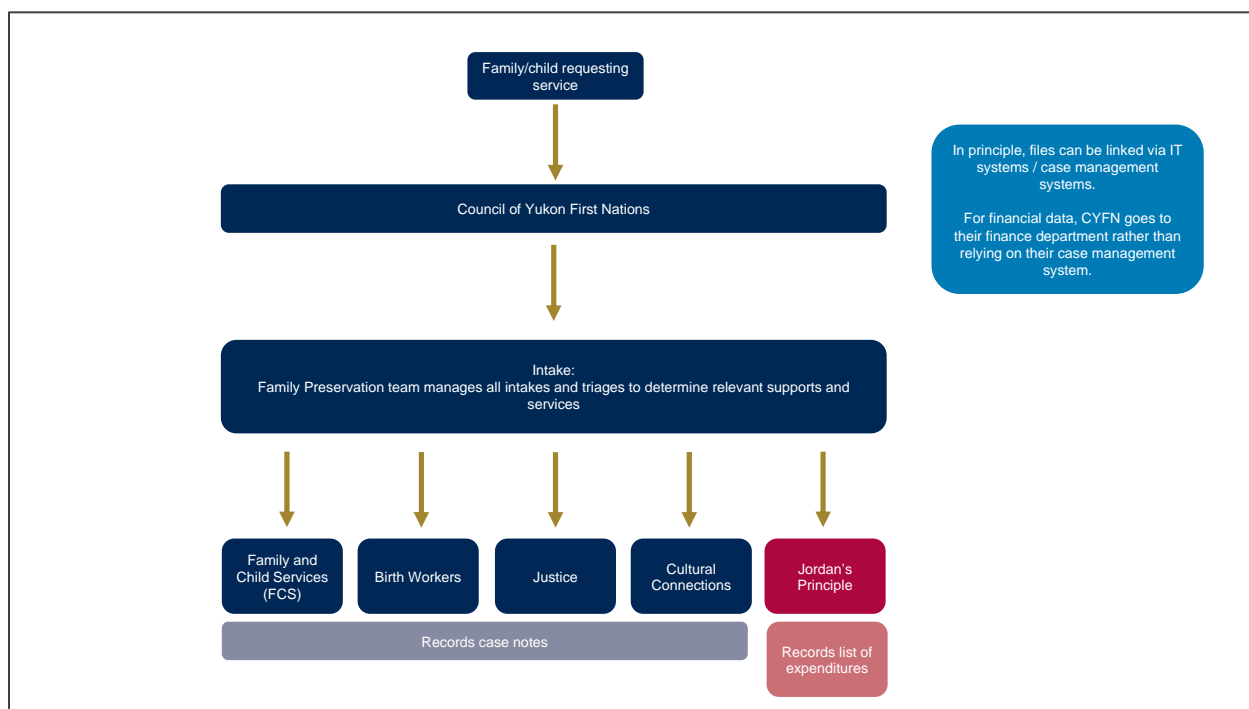 Family/child requesting
service
Council of Yukon First Nations
In principle, files can be linked via IT
systems / case management
systems.
For financial data, CYFN goes to
their finance department rather than
relying on their case management
system.
Intake:
Family Preservation team manages all intakes and triages to determine relevant supports and
services
Family and
Child Services
(FCS)
Birth Workers
Justice
Cultural
Connections
Jordan’s
Principle
Records case notes
Records list of
expenditures